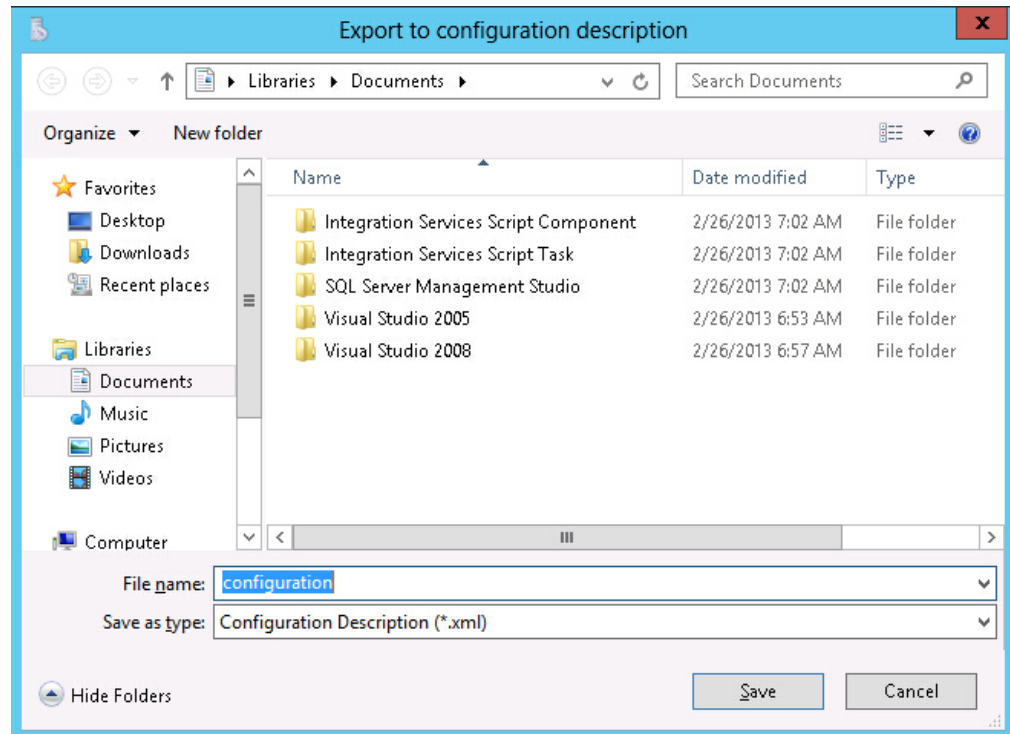 Export to configuration description
x
Libraries Documents
Search Documents
Organize New folder
Name Date modified Type
Favorites
Desktop
Downloads
Recent places
Libraries
Documents
Music
Pictures
Videos
Computer
Integration Services Script Component 2/26/2013 7:02 AM File folder
Integration Services Script Task 2/26/2013 7:02 AM File folder
SQL Server Management Studio 2/26/2013 7:02 AM File folder
Visual Studio 2005 2/26/2013 6:53 AM File folder
Visual Studio 2008 2/26/2013 6:57 AM File folder
File name: configuration
Save as type: Configuration Description (*.xml)
Hide Folders
Save Cancel